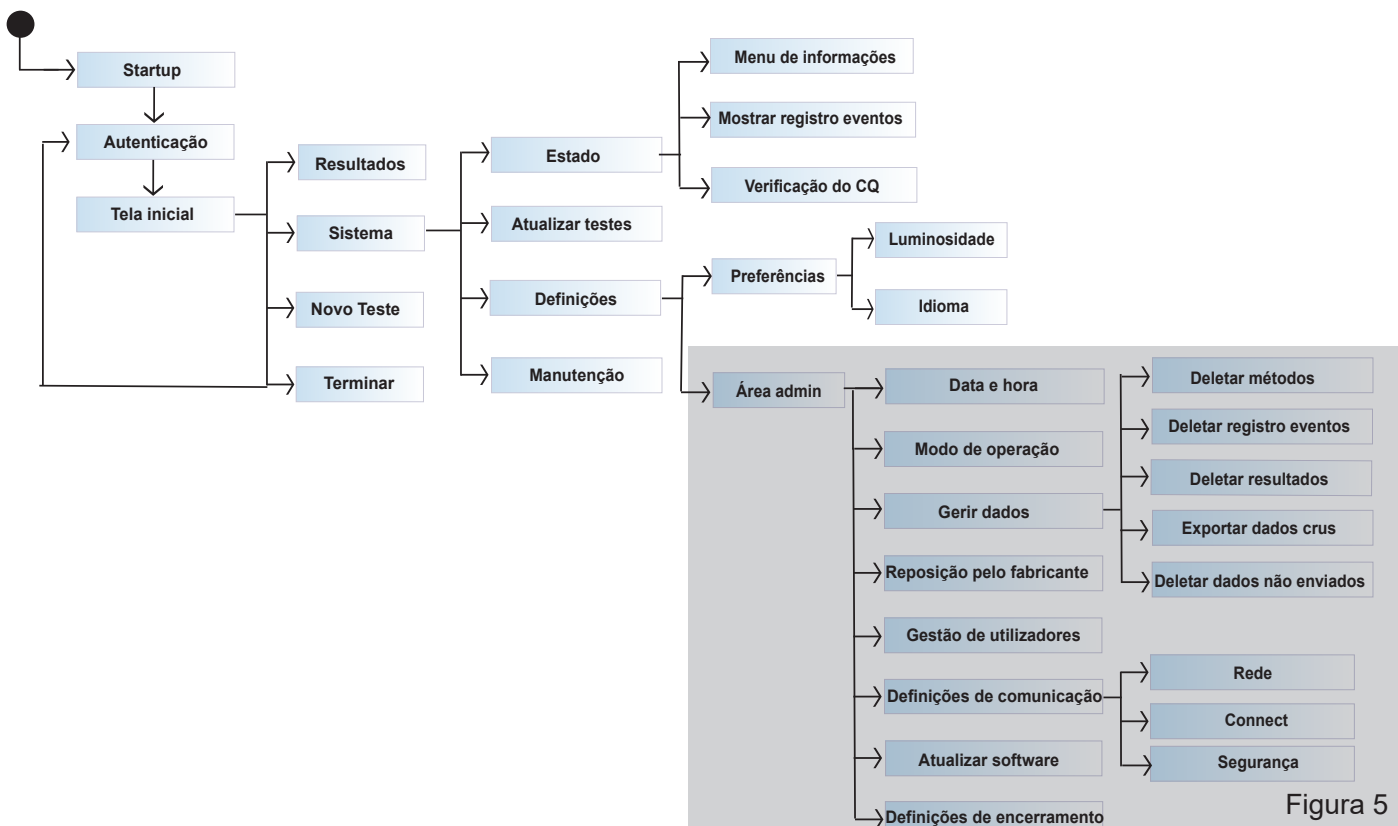 Startup
Autenticação
Tela inicial
Resultados
Sistema
Novo Teste
Terminar
Estado
Atualizar testes
Definições
Manutenção
Menu de informações
Mostrar registro eventos
Verificação do CQ
Preferências
Luminosidade
Idioma
Área admin
Data e hora
Modo de operação
Gerir dados
Reposição pelo fabricante
Gestão de utilizadores
Definições de comunicação
Atualizar software
Definições de encerramento
Deletar métodos
Deletar registro eventos
Deletar resultados
Exportar dados crus
Deletar dados não enviados
Rede
Connect
Segurança
Figura 5